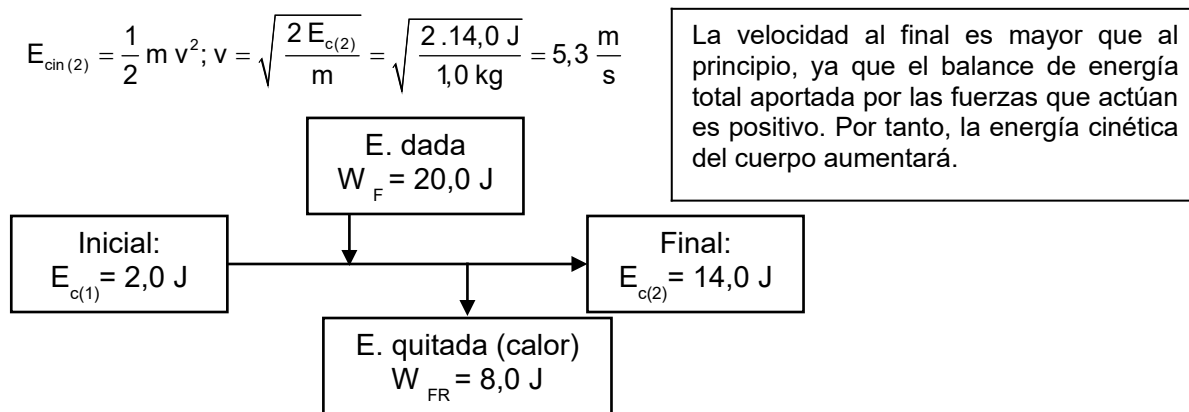 E_cin (2) = 1/2 m v²; v = √(2 E_c(2) / m) = √(2 . 14,0 J / 1,0 kg) = 5,3 m/s
La velocidad al final es mayor que al
principio, ya que el balance de energía
total aportada por las fuerzas que actúan
es positivo. Por tanto, la energía cinética
del cuerpo aumentará.
E. dada
W_F = 20,0 J
Inicial:
E_c(1) = 2,0 J
Final:
E_c(2) = 14,0 J
E. quitada (calor)
W_FR = 8,0 J